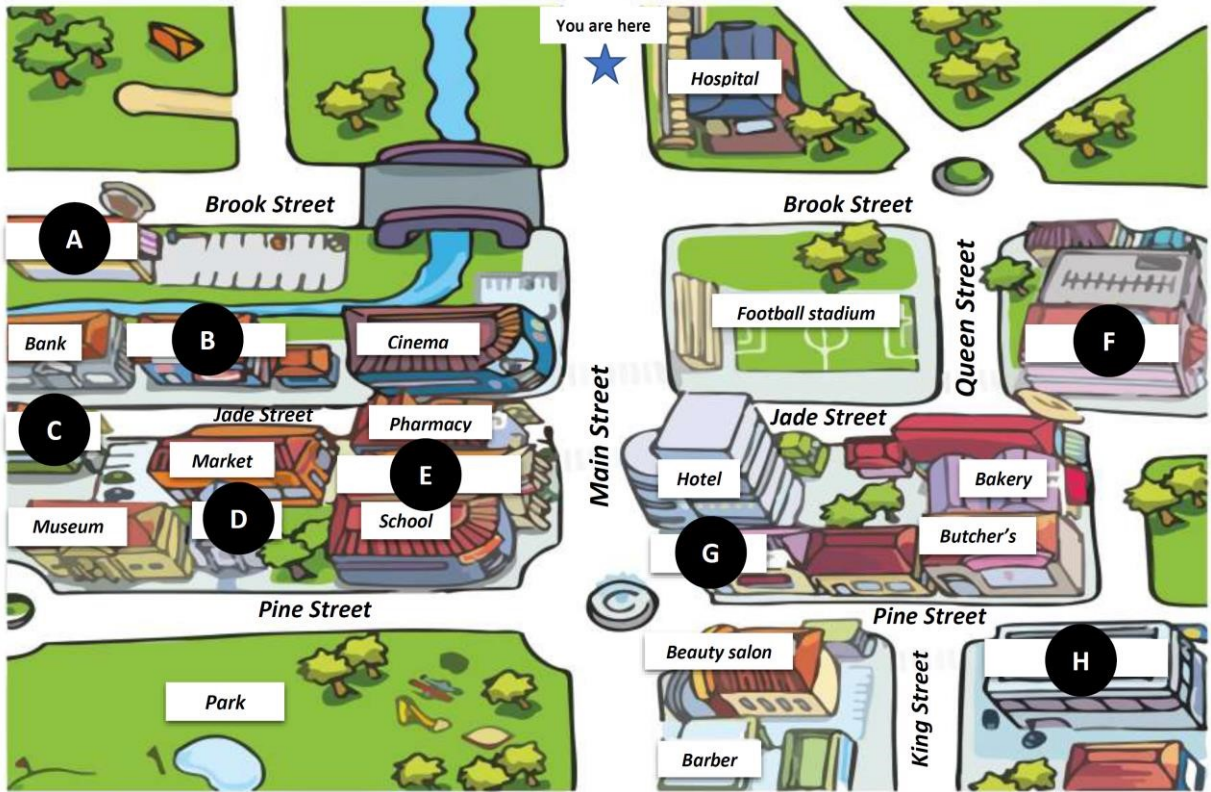 You are here
Hospital
Brook Street
Brook Street
A
Queen Street
Football stadium
Bank
B
Cinema
F
Main Street
Jade Street
Jade Street
C
Pharmacy
Market
E
Hotel
Bakery
Museum
D
School
Butcher's
G
Pine Street
Pine Street
Beauty salon
H
King Street
Park
Barber